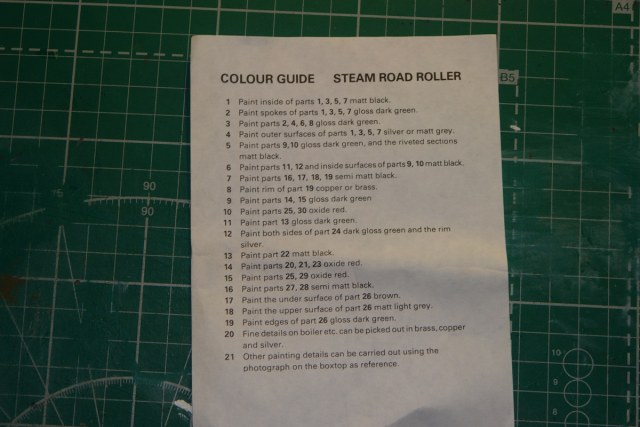 A4
B5
COLOUR GUIDE STEAM ROAD ROLLER
1 Paint inside of parts 1, 3, 5, 7 matt black.
2 Paint spokes of parts 1, 3, 5, 7 gloss dark green.
3 Paint parts 2, 4, 6, 8 gloss dark green.
4 Paint outer surfaces of parts 1, 3, 5, 7 silver or matt grey.
5 Paint parts 9,10 gloss dark green, and the riveted sections
matt black.
6 Paint parts 11, 12 and inside surfaces of parts 9, 10 matt black.
7 Paint parts 16, 17, 18, 19 semi matt black.
8 Paint rim of part 19 copper or brass.
9 Paint parts 14, 15 gloss dark green
10 Paint parts 25, 30 oxide red.
11 Paint part 13 gloss dark green.
12 Paint both sides of part 24 dark gloss green and the rim
silver.
13 Paint part 22 matt black.
14 Paint parts 20, 21, 23 oxide red.
15 Paint parts 25, 29 oxide red.
16 Paint parts 27, 28 semi matt black.
17 Paint the under surface of part 26 brown.
18 Paint the upper surface of part 26 matt light grey.
19 Paint edges of part 26 gloss dark green.
20 Fine details on boiler etc. can be picked out in brass, copper
and silver.
21 Other painting details can be carried out using the
photograph on the boxtop as reference
90
90
10
9
8